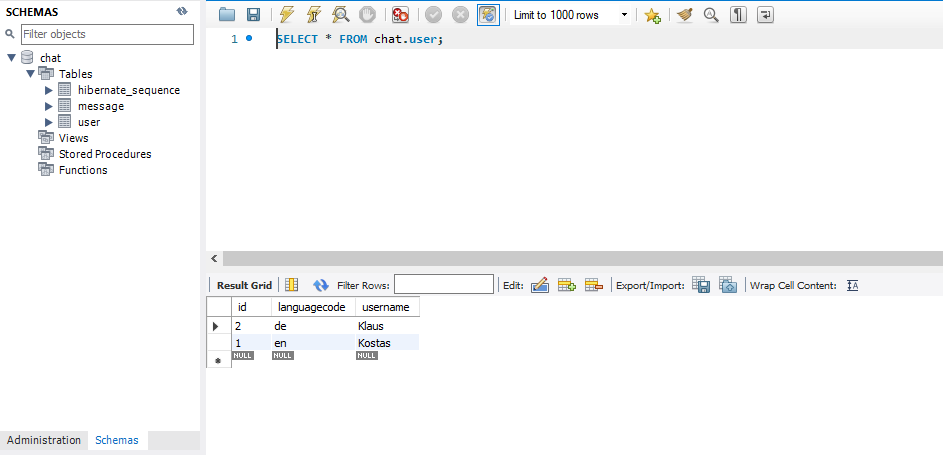 SCHEMAS
Filter objects
chat
Tables
hibernate_sequence
message
user
Views
Stored Procedures
Functions
Administration Schemas
Limit to 1000 rows
1 SELECT * FROM chat.user;
Result Grid Filter Rows: Edit: Export/Import: Wrap Cell Content:
id languagecode username
2 de Klaus
1 en Kostas
NULL NULL NULL